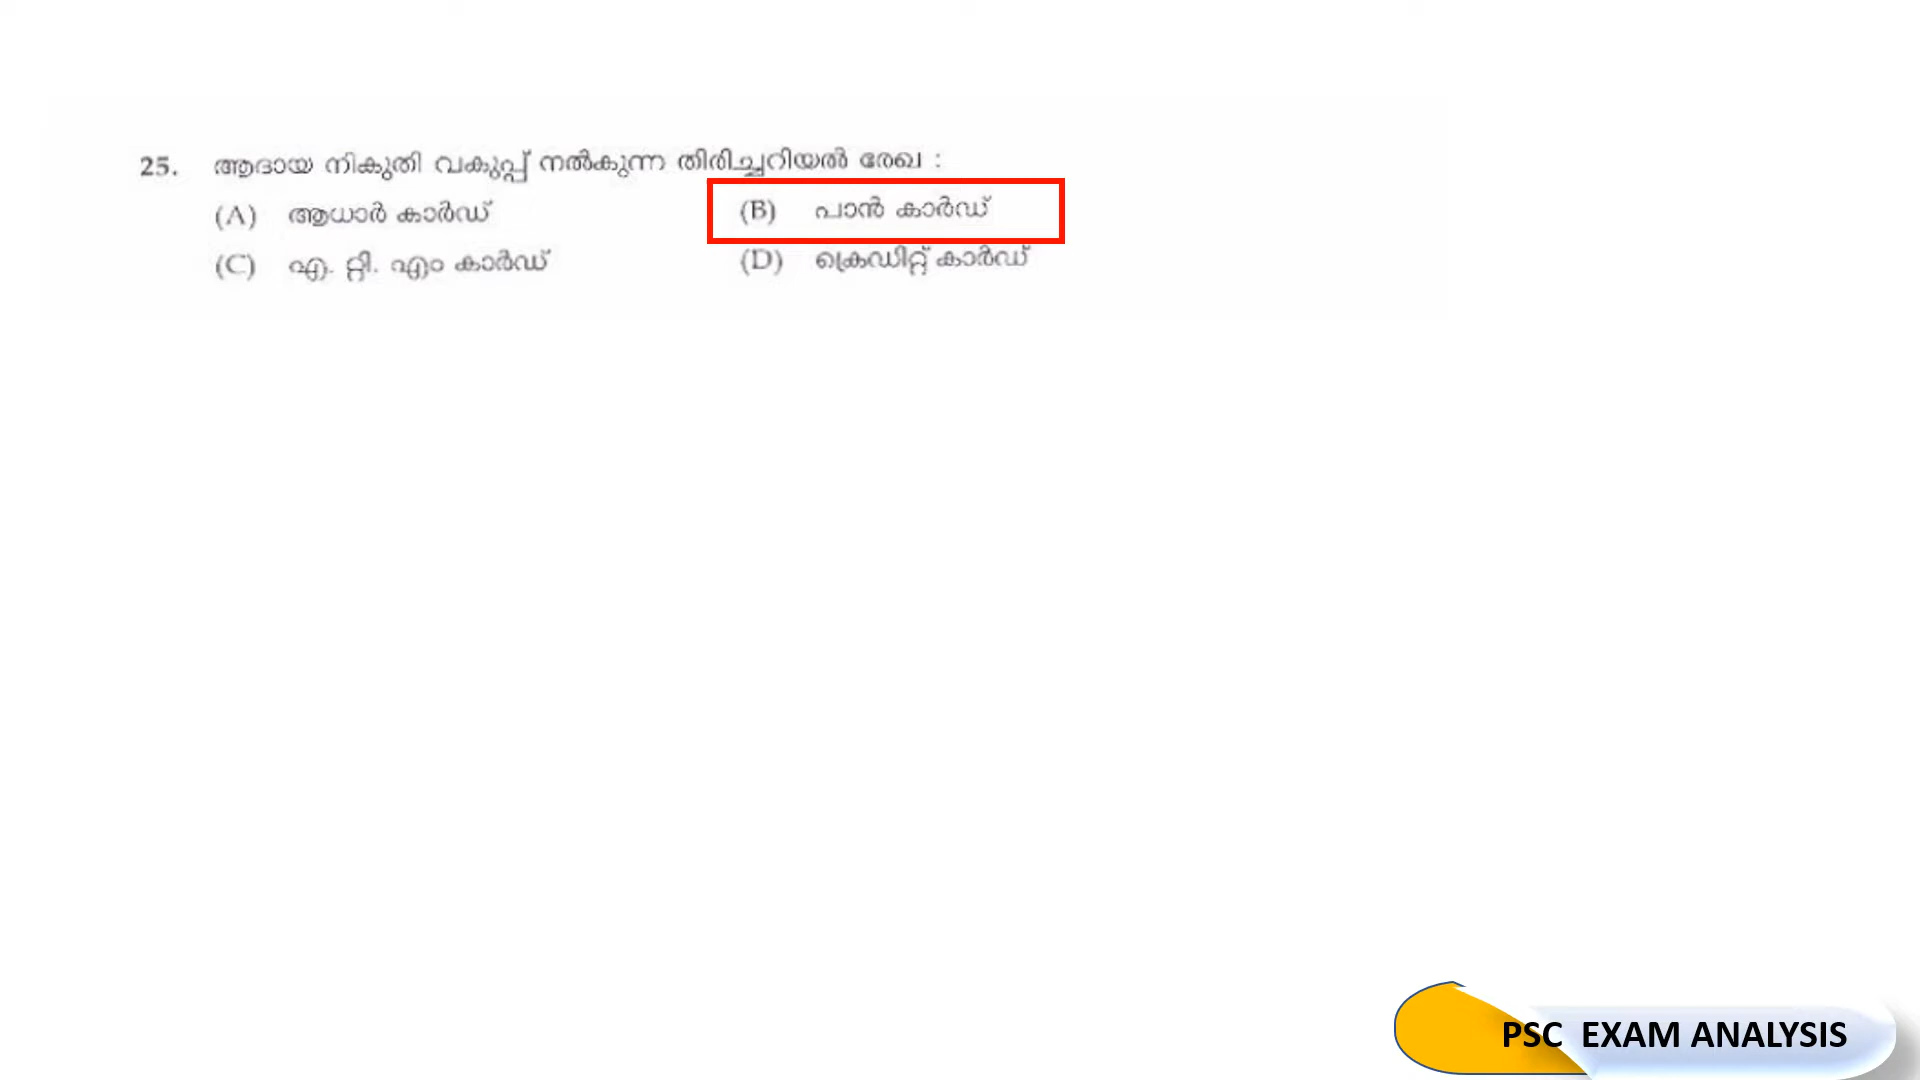 25. ആദായ നികുതി വകുപ്പ് നൽകുന്ന തിരിച്ചറിയൽ രേഖ :
(A) ആധാർ കാർഡ് (B) പാൻ കാർഡ്
(C) എ. റ്റി. എം കാർഡ് (D) ക്രെഡിറ്റ് കാർഡ്
PSC EXAM ANALYSIS